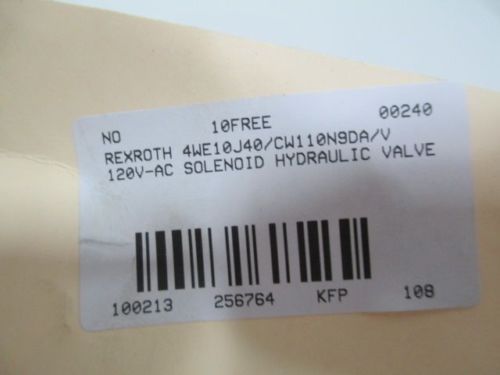 NO 10FREE 00240
REXROTH 4WE10J40/CW110N9DA/V
120V-AC SOLENOID HYDRAULIC VALVE
100213 256764 KFP 108